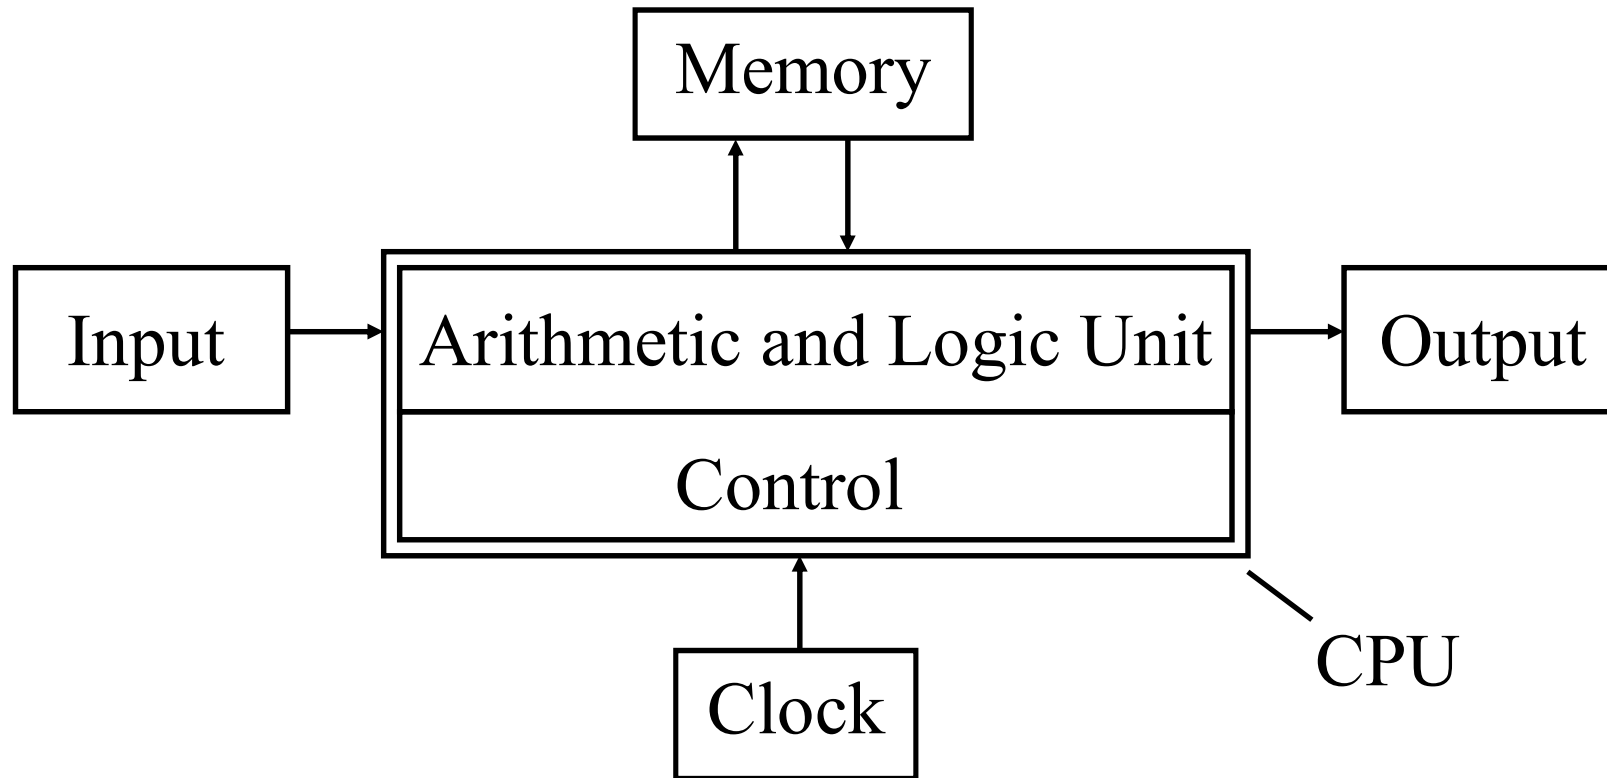 Memory
Input
Arithmetic and Logic Unit
Output
Control
CPU
Clock